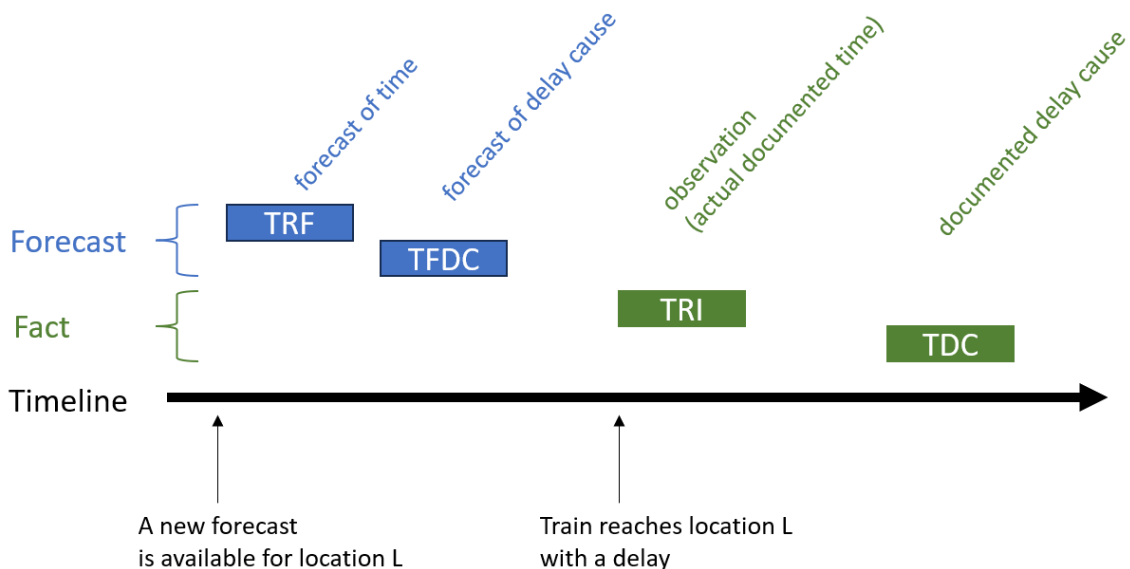 forecast of time
forecast of delay cause
observation
(actual documented time)
documented delay cause
Forecast
TRF
TFDC
Fact
TRI
TDC
Timeline
A new forecast
is available for location L
Train reaches location L
with a delay